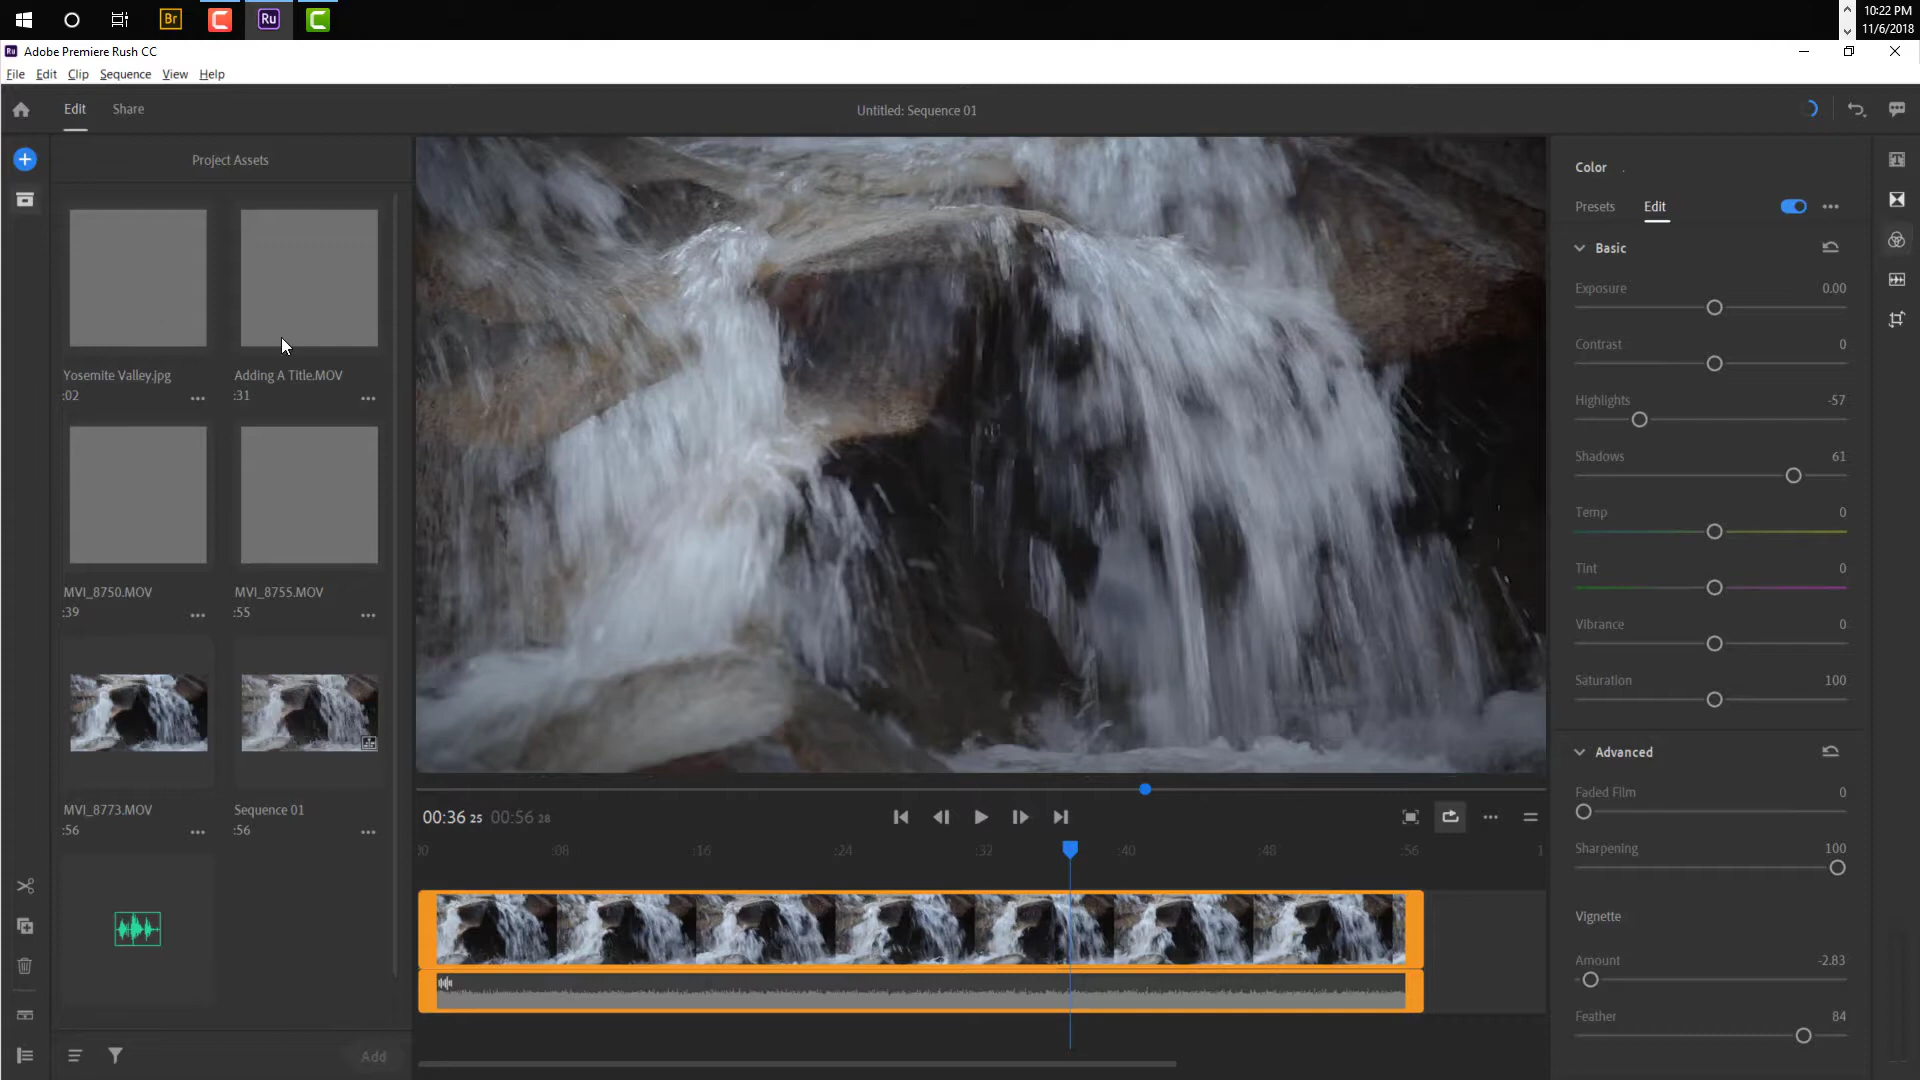 Br
Ru
10:22 PM
11/6/2018
Ru Adobe Premiere Rush CC
File Edit Clip Sequence View Help
Edit Share
Untitled: Sequence 01
Project Assets
Yosemite Valley.jpg
:02
Adding A Title.MOV
:31
MVI_8750.MOV
:39
MVI_8755.MOV
:55
MVI_8773.MOV
:56
Sequence 01
:56
Add
00:36 25 00:56 28
:08 :16 :24 :32 :40 :48 :56 1
Color
Presets Edit
Basic
Exposure 0.00
Contrast 0
Highlights -57
Shadows 61
Temp 0
Tint 0
Vibrance 0
Saturation 100
Advanced
Faded Film 0
Sharpening 100
Vignette
Amount -2.83
Feather 84